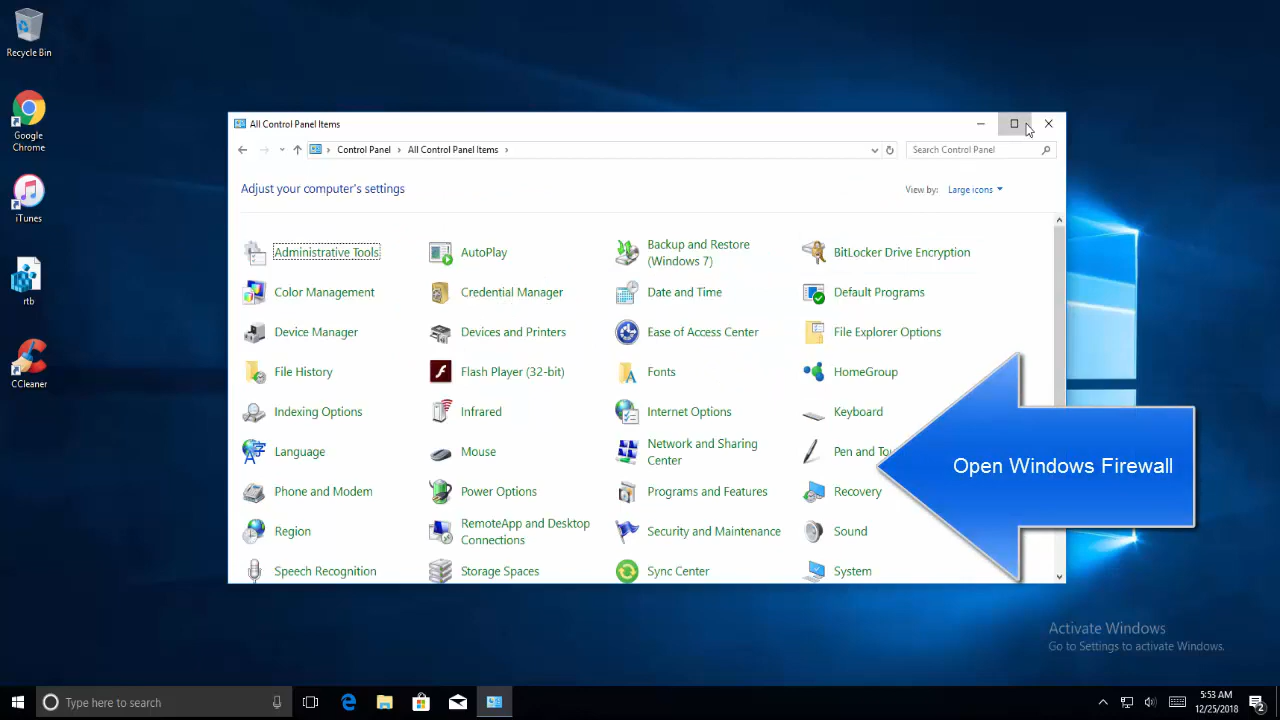 Recycle Bin
Google
Chrome
iTunes
rtb
CCleaner
All Control Panel Items
Control Panel
All Control Panel Items
Search Control Panel
Adjust your computer's settings
View by:
Large icons
Administrative Tools
AutoPlay
Backup and Restore
(Windows 7)
BitLocker Drive Encryption
Color Management
Credential Manager
Date and Time
Default Programs
Device Manager
Devices and Printers
Ease of Access Center
File Explorer Options
File History
Flash Player (32-bit)
Fonts
HomeGroup
Indexing Options
Infrared
Internet Options
Keyboard
Language
Mouse
Network and Sharing
Center
Pen and
Phone and Modem
Power Options
Programs and Features
Recovery
Region
RemoteApp and Desktop
Connections
Security and Maintenance
Sound
Speech Recognition
Storage Spaces
Sync Center
System
Open Windows Firewall
Activate Windows
Go to Settings to activate Windows.
Type here to search
5:53 AM
12/25/2018
2